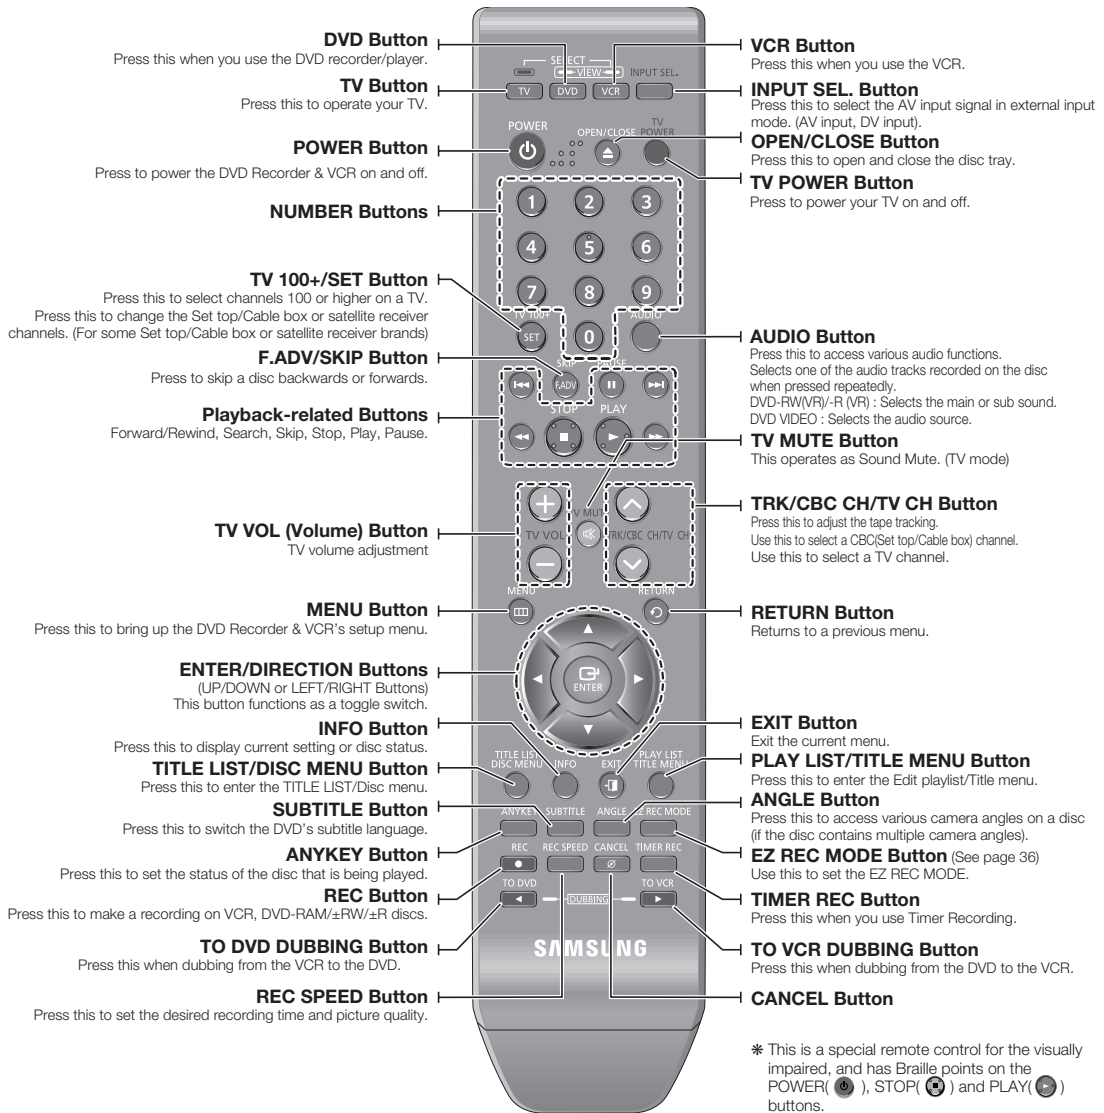 DVD Button
Press this when you use the DVD recorder/player.
TV Button
Press this to operate your TV.
POWER Button
Press to power the DVD Recorder & VCR on and off.
NUMBER Buttons
TV 100+/SET Button
Press this to select channels 100 or higher on a TV.
Press this to change the Set top/Cable box or satellite receiver
channels. (For some Set top/Cable box or satellite receiver brands)
F.ADV/SKIP Button
Press to skip a disc backwards or forwards.
Playback-related Buttons
Forward/Rewind, Search, Skip, Stop, Play, Pause.
TV VOL (Volume) Button
TV volume adjustment
MENU Button
Press this to bring up the DVD Recorder & VCR's setup menu.
ENTER/DIRECTION Buttons
(UP/DOWN or LEFT/RIGHT Buttons)
This button functions as a toggle switch.
INFO Button
Press this to display current setting or disc status.
TITLE LIST/DISC MENU Button
Press this to enter the TITLE LIST/Disc menu.
SUBTITLE Button
Press this to switch the DVD's subtitle language.
ANYKEY Button
Press this to set the status of the disc that is being played.
REC Button
Press this to make a recording on VCR, DVD-RAM/±RW/±R discs.
TO DVD DUBBING Button
Press this when dubbing from the VCR to the DVD.
REC SPEED Button
Press this to set the desired recording time and picture quality.
SELECT
VIEW
INPUT SEL.
TV
DVD
VCR
POWER
OPEN/CLOSE
TV
POWER
1
2
3
4
5
6
7
8
9
TV 100+
AUDIO
SET
0
SKIP
PAUSE
F.ADV
STOP
PLAY
TV VOL
TV MUTE
TRK/CBC CH/TV CH
MENU
RETURN
ENTER
TITLE LIST
DISC MENU
INFO
EXIT
PLAY LIST
TITLE MENU
ANYKEY
SUBTITLE
ANGLE
EZ REC MODE
REC
REC SPEED
CANCEL
TIMER REC
TO DVD
DUBBING
TO VCR
SAMSUNG
VCR Button
Press this when you use the VCR.
INPUT SEL. Button
Press this to select the AV input signal in external input
mode. (AV input, DV input).
OPEN/CLOSE Button
Press this to open and close the disc tray.
TV POWER Button
Press to power your TV on and off.
AUDIO Button
Press this to access various audio functions.
Selects one of the audio tracks recorded on the disc
when pressed repeatedly.
DVD-RW(VR)/-R (VR) : Selects the main or sub sound.
DVD VIDEO : Selects the audio source.
TV MUTE Button
This operates as Sound Mute. (TV mode)
TRK/CBC CH/TV CH Button
Press this to adjust the tape tracking.
Use this to select a CBC(Set top/Cable box) channel.
Use this to select a TV channel.
RETURN Button
Returns to a previous menu.
EXIT Button
Exit the current menu.
PLAY LIST/TITLE MENU Button
Press this to enter the Edit playlist/Title menu.
ANGLE Button
Press this to access various camera angles on a disc
(if the disc contains multiple camera angles).
EZ REC MODE Button (See page 36)
Use this to set the EZ REC MODE.
TIMER REC Button
Press this when you use Timer Recording.
TO VCR DUBBING Button
Press this when dubbing from the DVD to the VCR.
CANCEL Button
❋ This is a special remote control for the visually
impaired, and has Braille points on the
POWER( ), STOP( ) and PLAY( )
buttons.